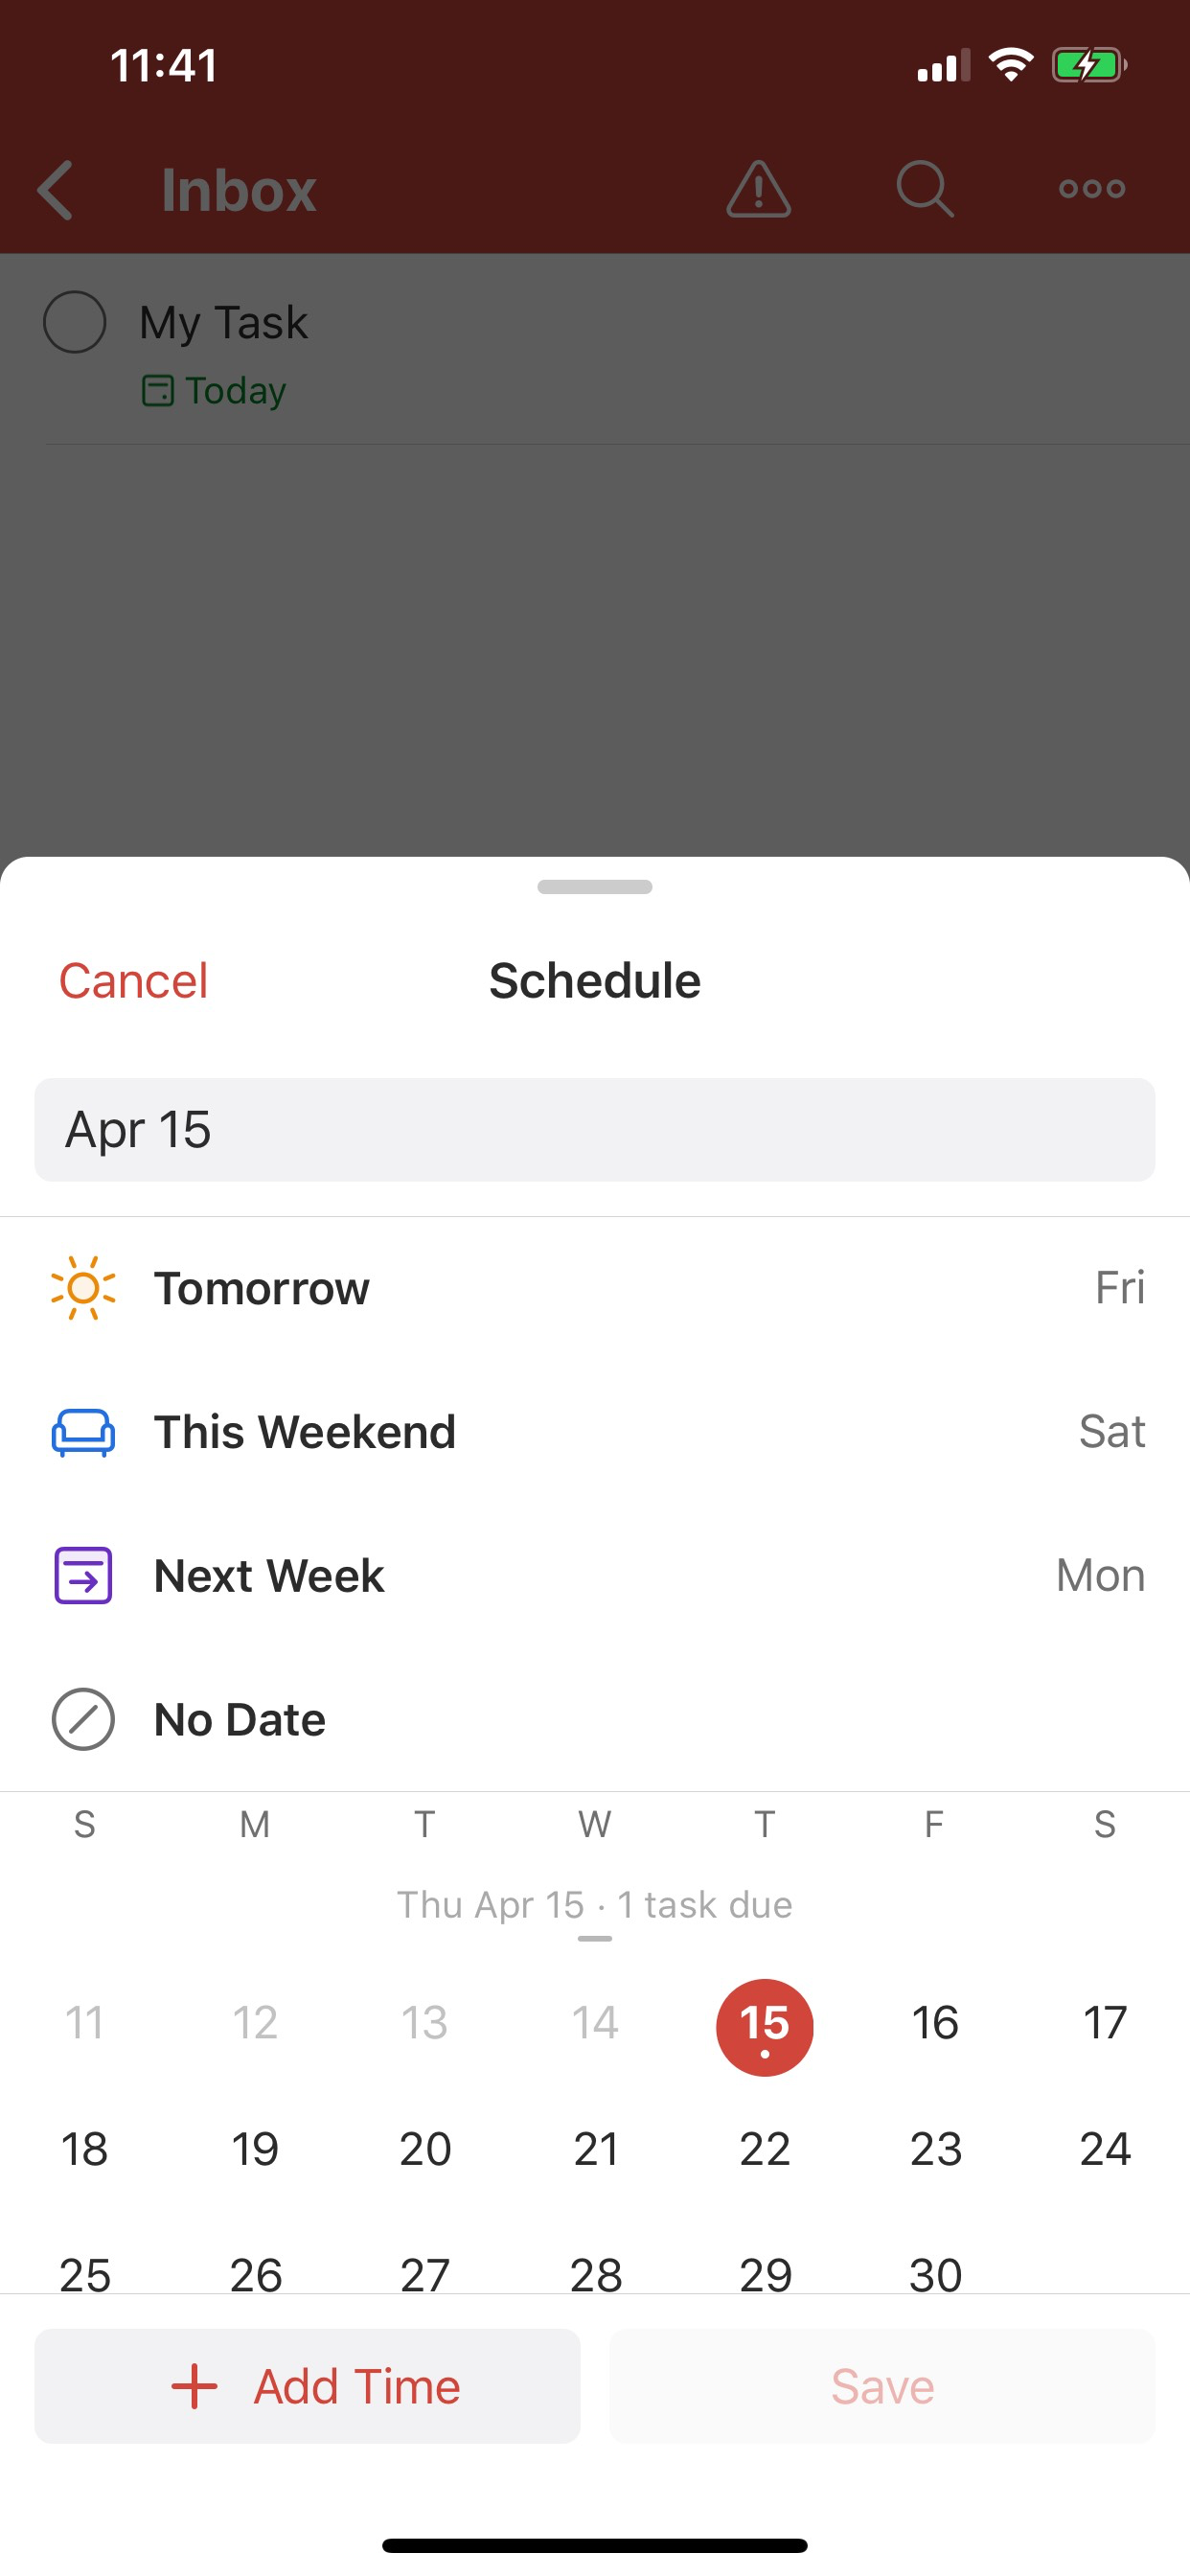 11:41
Inbox
My Task
Today
Cancel Schedule
Apr 15
Tomorrow Fri
This Weekend Sat
Next Week Mon
No Date
S M T W T F S
Thu Apr 15 · 1 task due
11 12 13 14 15 16 17
18 19 20 21 22 23 24
25 26 27 28 29 30
+ Add Time Save